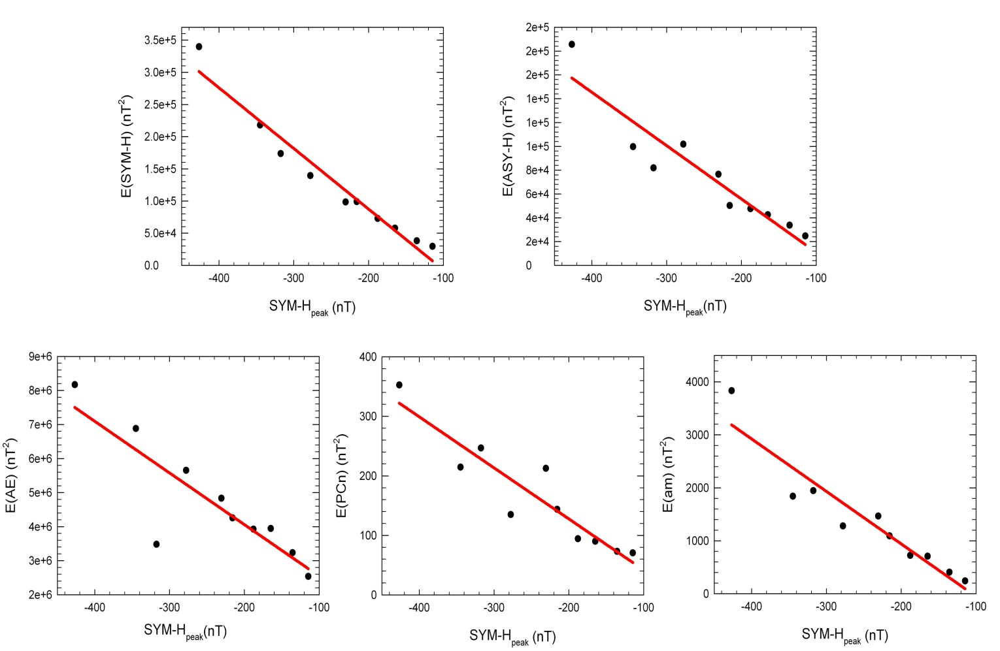 E(SYM-H) (nT²)
3.5e+5
3.0e+5
2.5e+5
2.0e+5
1.5e+5
1.0e+5
5.0e+4
0.0
-400 -300 -200 -100
SYM-Hpeak (nT)
E(ASY-H) (nT²)
2e+5
2e+5
2e+5
1e+5
1e+5
1e+5
8e+4
6e+4
4e+4
2e+4
0
-400 -300 -200 -100
SYM-Hpeak(nT)
E(AE) (nT²)
9e+6
8e+6
7e+6
6e+6
5e+6
4e+6
3e+6
2e+6
-400 -300 -200 -100
SYM-Hpeak(nT)
E(PCn) (nT²)
400
300
200
100
0
-400 -300 -200 -100
SYM-Hpeak (nT)
E(am) (nT²)
4000
3000
2000
1000
0
-400 -300 -200 -100
SYM-Hpeak (nT)